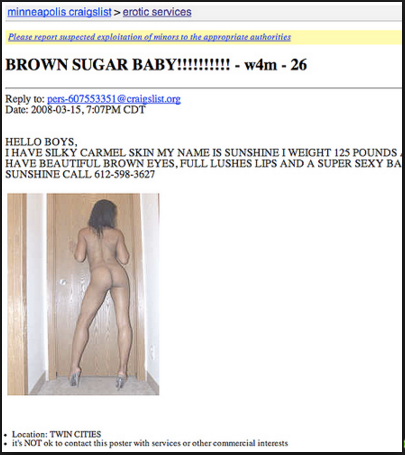 minneapolis craigslist > erotic services
Please report suspected exploitation of minors to the appropriate authorities
BROWN SUGAR BABY!!!!!!!!!! - w4m - 26
Reply to: pers-607553351@craigslist.org
Date: 2008-03-15, 7:07PM CDT
HELLO BOYS,
I HAVE SILKY CARMEL SKIN MY NAME IS SUNSHINE I WEIGHT 125 POUNDS
HAVE BEAUTIFUL BROWN EYES, FULL LUSHES LIPS AND A SUPER SEXY BA
SUNSHINE CALL 612-598-3627
Location: TWIN CITIES
it's NOT ok to contact this poster with services or other commercial interests